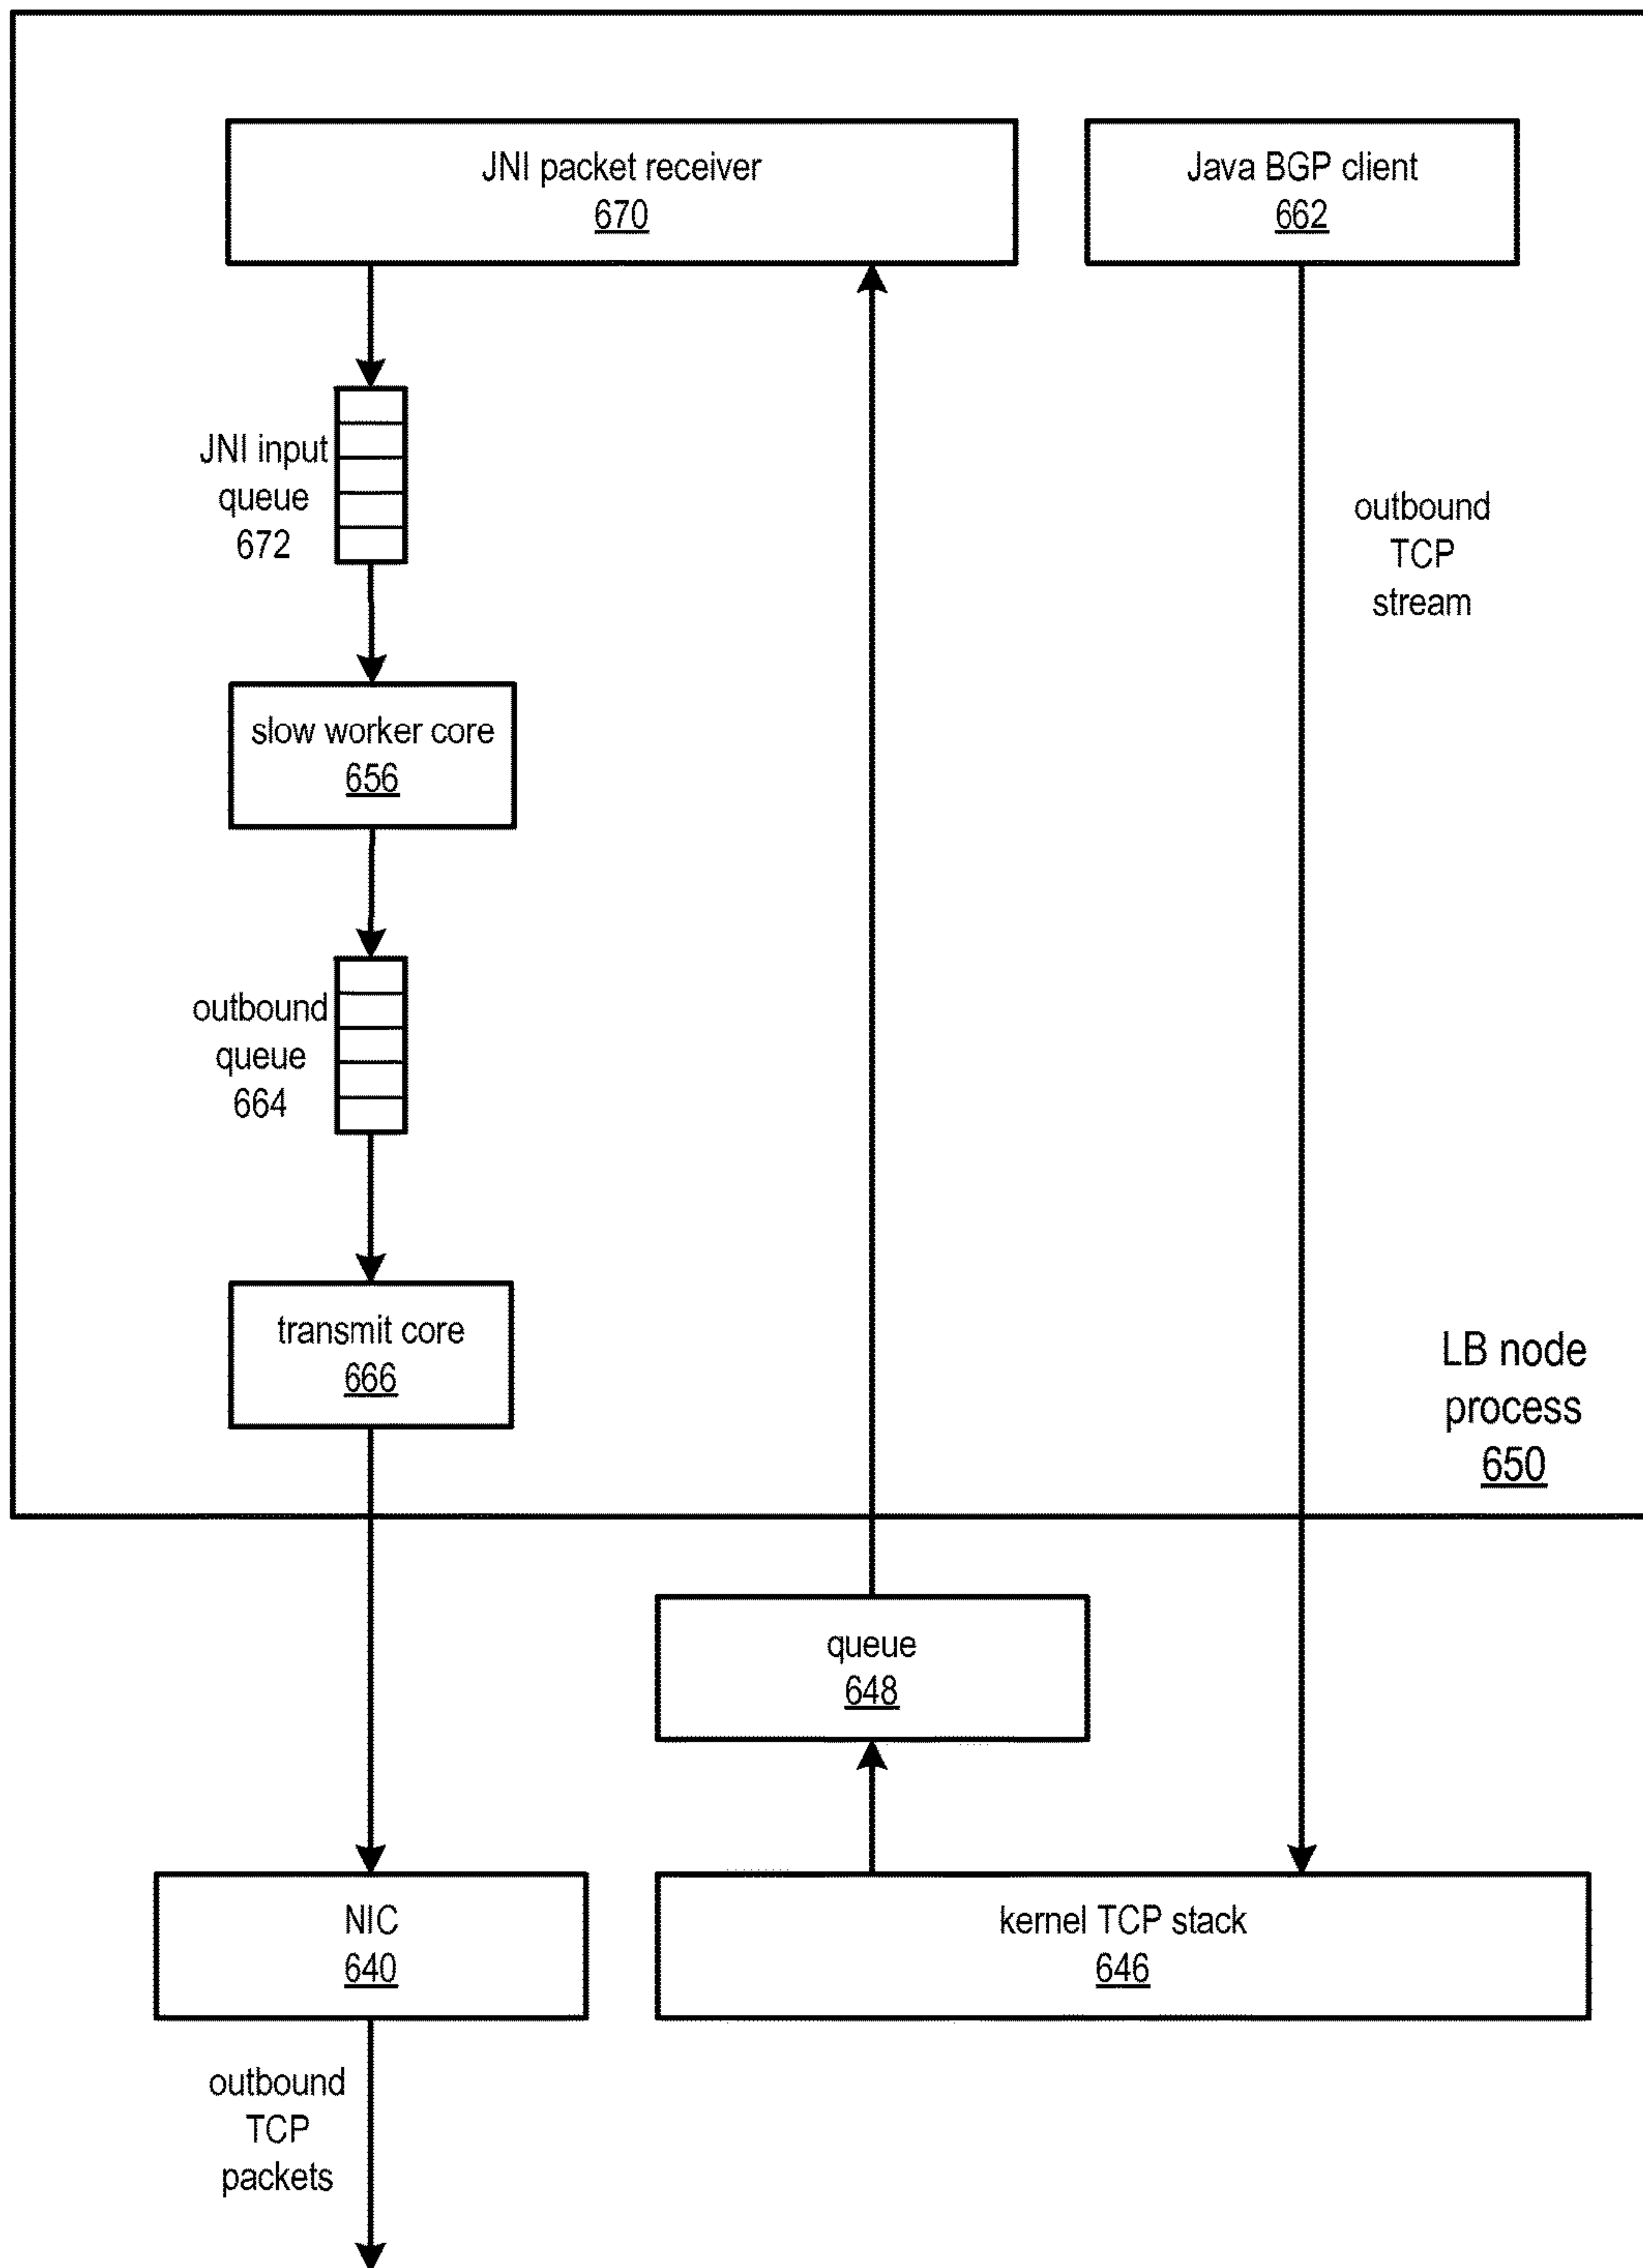 JNI packet receiver
670
Java BGP client
662
JNI input
queue
672
outbound
TCP
stream
slow worker core
656
outbound
queue
664
transmit core
666
LB node
process
650
queue
648
NIC
640
kernel TCP stack
646
outbound
TCP
packets